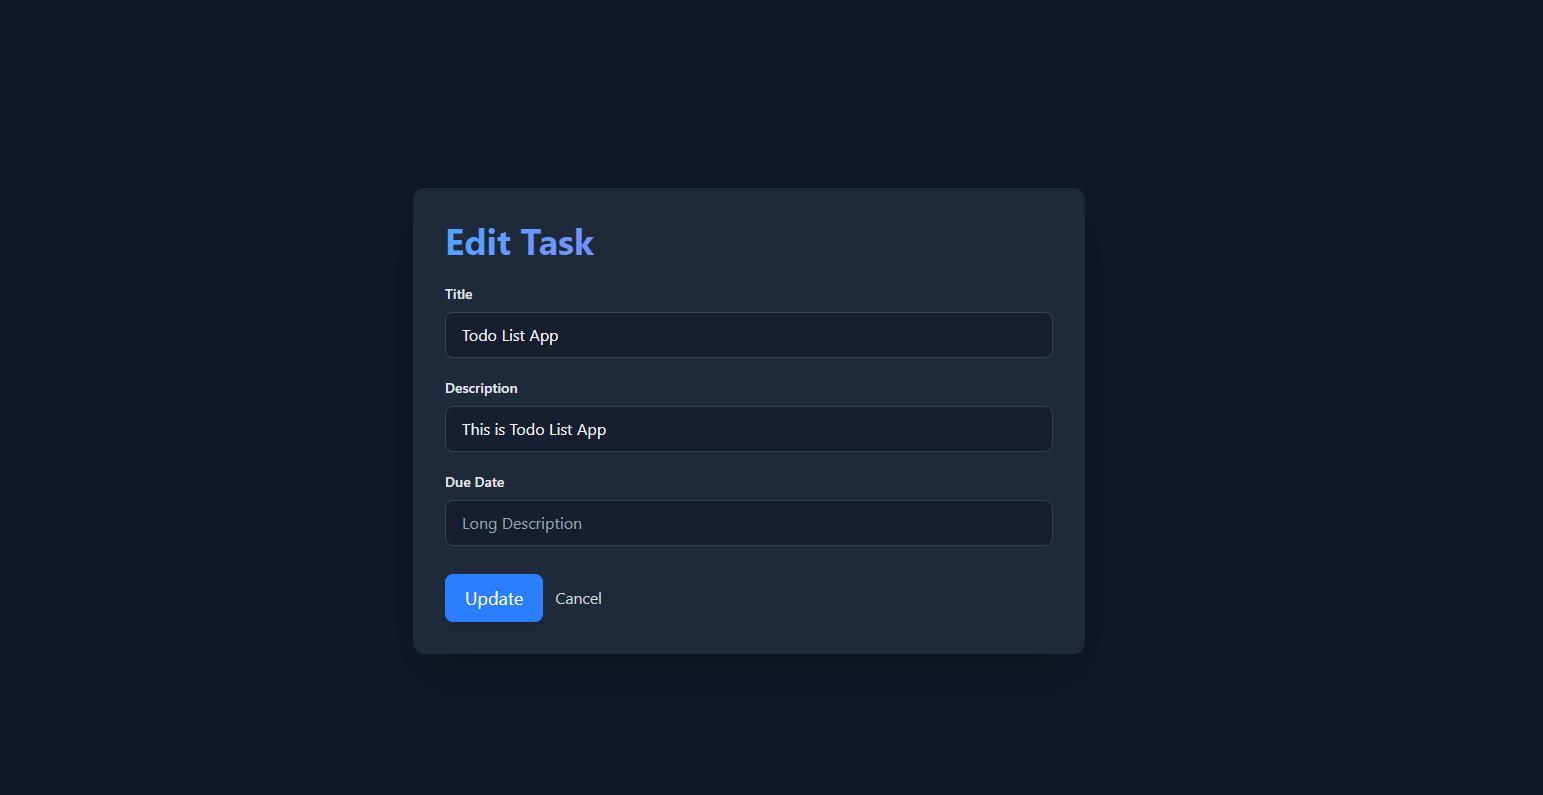 Edit Task
Title
Todo List App
Description
This is Todo List App
Due Date
Long Description
Update Cancel